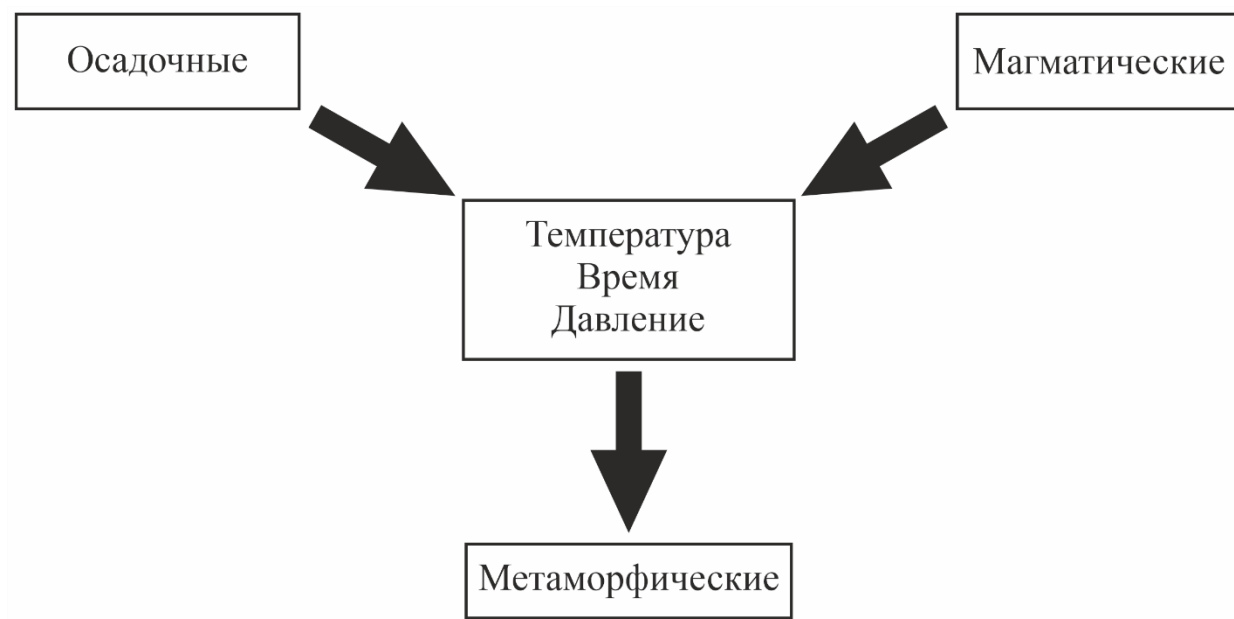 Осадочные
Магматические
Температура
Время
Давление
Метаморфические